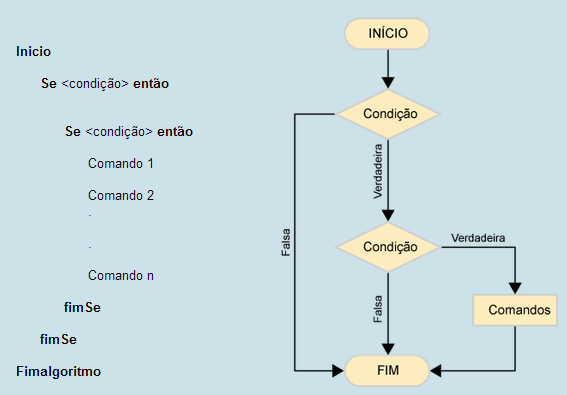 Inicio
Se <condição> então
Se <condição> então
Comando 1
Comando 2
.
.
Comando n
fimSe
fimSe
Fimalgoritmo
INÍCIO
Condição
Verdadeira
Falsa
Condição
Verdadeira
Falsa
Comandos
FIM